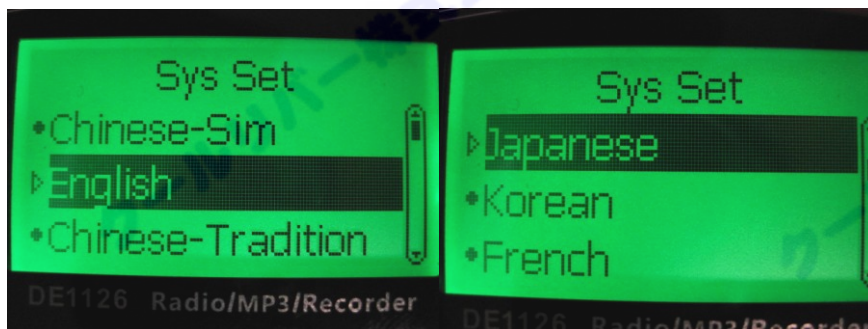 Sys Set
Chinese-Sim
English
Chinese-Tradition
DE1126 Radio/MP3/Recorder
Sys Set
Japanese
Korean
French
DE1126 Radio/MP3/Recorder